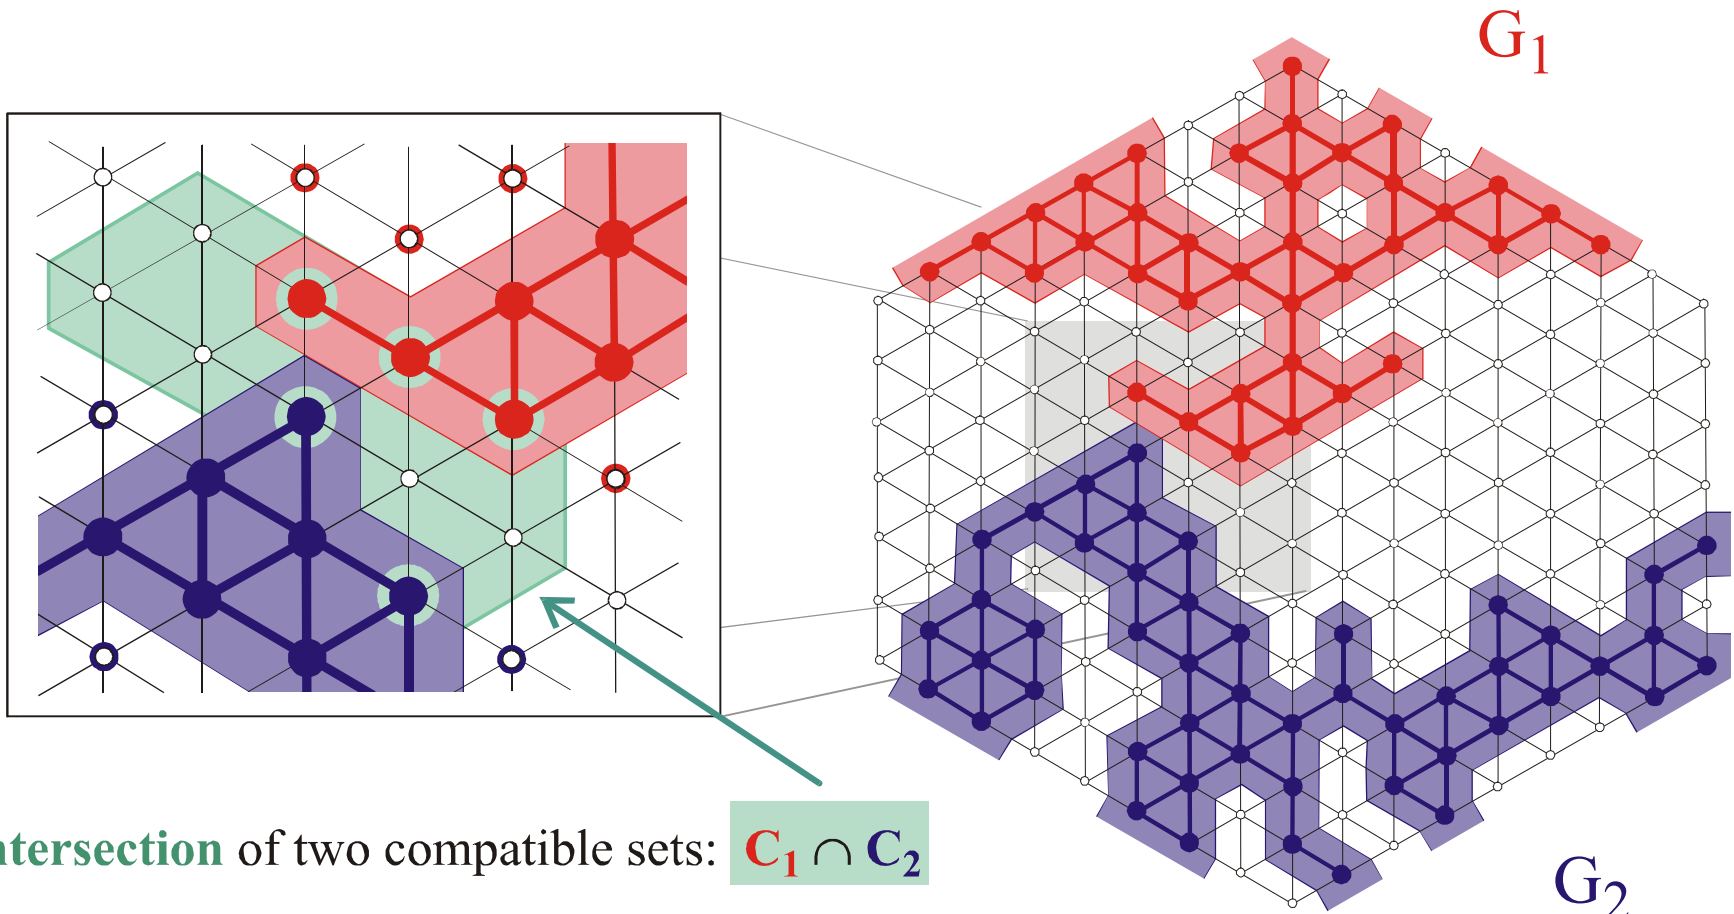 G1
ntersection of two compatible sets: C1 ∩ C2
G2